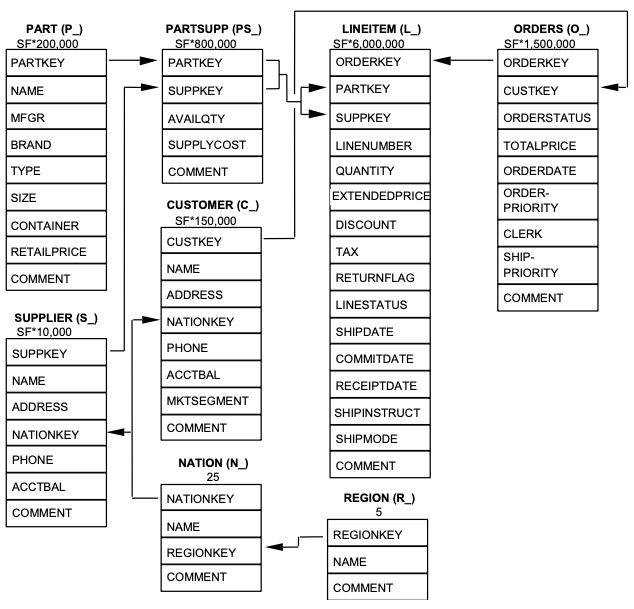 PART (P_)
SF*200,000
PARTKEY
NAME
MFGR
BRAND
TYPE
SIZE
CONTAINER
RETAILPRICE
COMMENT
SUPPLIER (S_)
SF*10,000
SUPPKEY
NAME
ADDRESS
NATIONKEY
PHONE
ACCTBAL
COMMENT
PARTSUPP (PS_)
SF*800,000
PARTKEY
SUPPKEY
AVAILQTY
SUPPLYCOST
COMMENT
CUSTOMER (C_)
SF*150,000
CUSTKEY
NAME
ADDRESS
NATIONKEY
PHONE
ACCTBAL
MKTSEGMENT
COMMENT
NATION (N_)
25
NATIONKEY
NAME
REGIONKEY
COMMENT
LINEITEM (L_)
SF*6,000,000
ORDERKEY
PARTKEY
SUPPKEY
LINENUMBER
QUANTITY
EXTENDEDPRICE
DISCOUNT
TAX
RETURNFLAG
LINESTATUS
SHIPDATE
COMMITDATE
RECEIPTDATE
SHIPINSTRUCT
SHIPMODE
COMMENT
REGION (R_)
5
REGIONKEY
NAME
COMMENT
ORDERS (O_)
SF*1,500,000
ORDERKEY
CUSTKEY
ORDERSTATUS
TOTALPRICE
ORDERDATE
ORDER-
PRIORITY
CLERK
SHIP-
PRIORITY
COMMENT